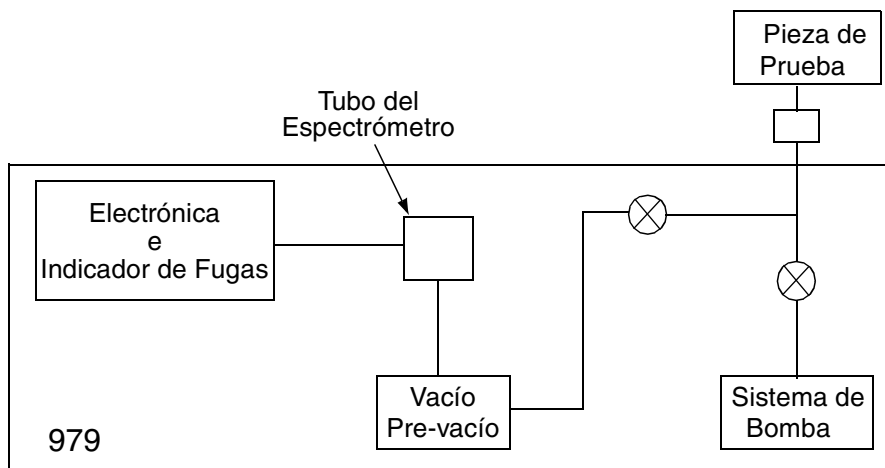 Pieza de
Prueba
Tubo del
Espectrómetro
Electrónica
e
Indicador de Fugas
Vacío
Pre-vacío
Sistema de
Bomba
979